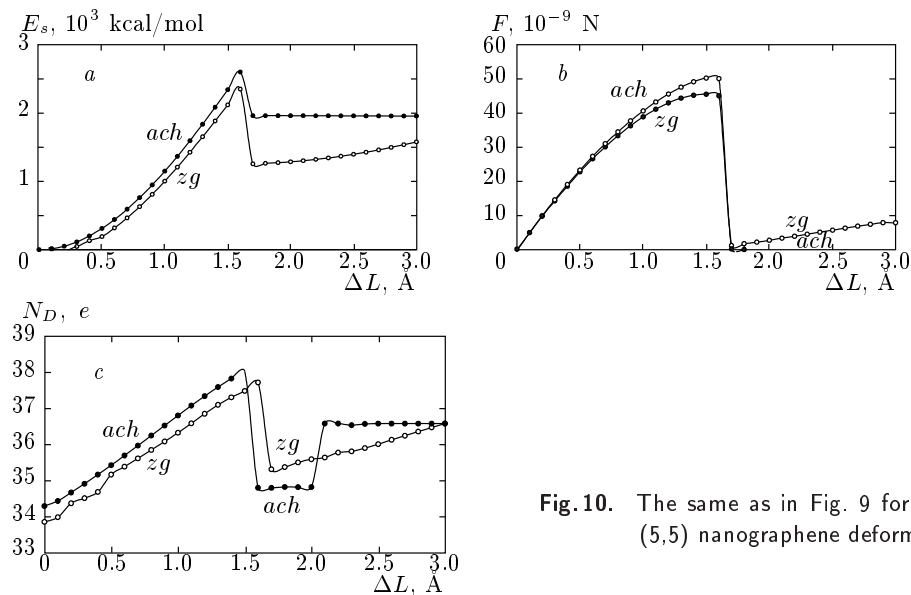 E_s, 10^3 kcal/mol
3
2
1
0
a
ach
zg
0.5 1.0 1.5 2.0 2.5 3.0
ΔL, Å
F, 10^−9 N
60
50
40
30
20
10
0
b
ach
zg
zg
ach
0.5 1.0 1.5 2.0 2.5 3.0
ΔL, Å
N_D, e
39
38
37
36
35
34
33
c
ach
zg
zg
ach
0 0.5 1.0 1.5 2.0 2.5 3.0
ΔL, Å
Fig. 10. The same as in Fig. 9 for
(5,5) nanographene deform